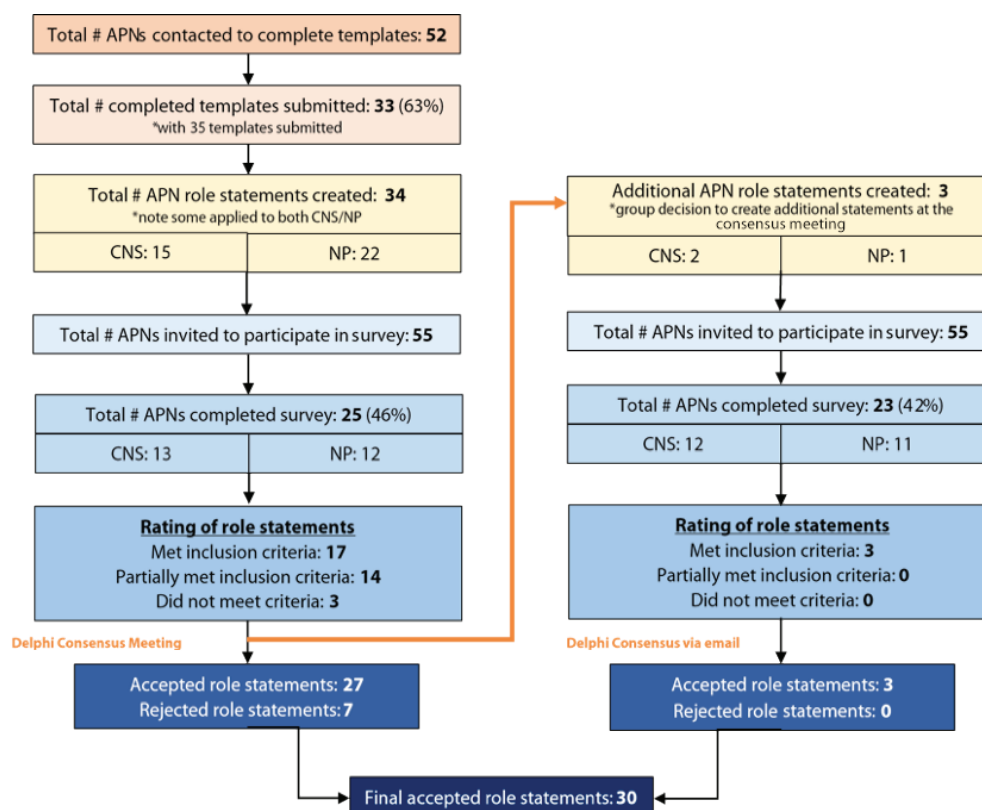 Total # APNs contacted to complete templates: 52
Total # completed templates submitted: 33 (63%)
*with 35 templates submitted
Total # APN role statements created: 34
*note some applied to both CNS/NP
CNS: 15
NP: 22
Total # APNs invited to participate in survey: 55
Total # APNs completed survey: 25 (46%)
CNS: 13
NP: 12
Rating of role statements
Met inclusion criteria: 17
Partially met inclusion criteria: 14
Did not meet criteria: 3
Delphi Consensus Meeting
Accepted role statements: 27
Rejected role statements: 7
Additional APN role statements created: 3
*group decision to create additional statements at the
consensus meeting
CNS: 2
NP: 1
Total # APNs invited to participate in survey: 55
Total # APNs completed survey: 23 (42%)
CNS: 12
NP: 11
Rating of role statements
Met inclusion criteria: 3
Partially met inclusion criteria: 0
Did not meet criteria: 0
Delphi Consensus via email
Accepted role statements: 3
Rejected role statements: 0
Final accepted role statements: 30